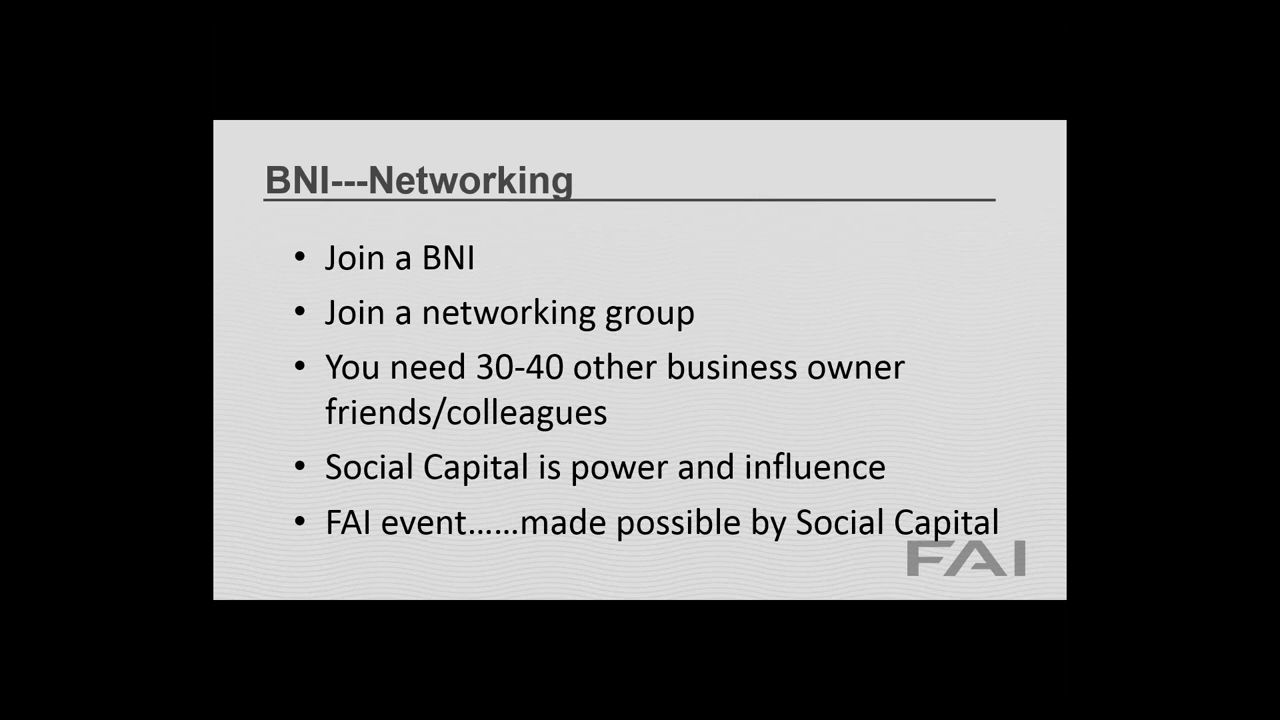 BNI---Networking
• Join a BNI
• Join a networking group
• You need 30-40 other business owner
friends/colleagues
• Social Capital is power and influence
• FAI event......made possible by Social Capital
FAI